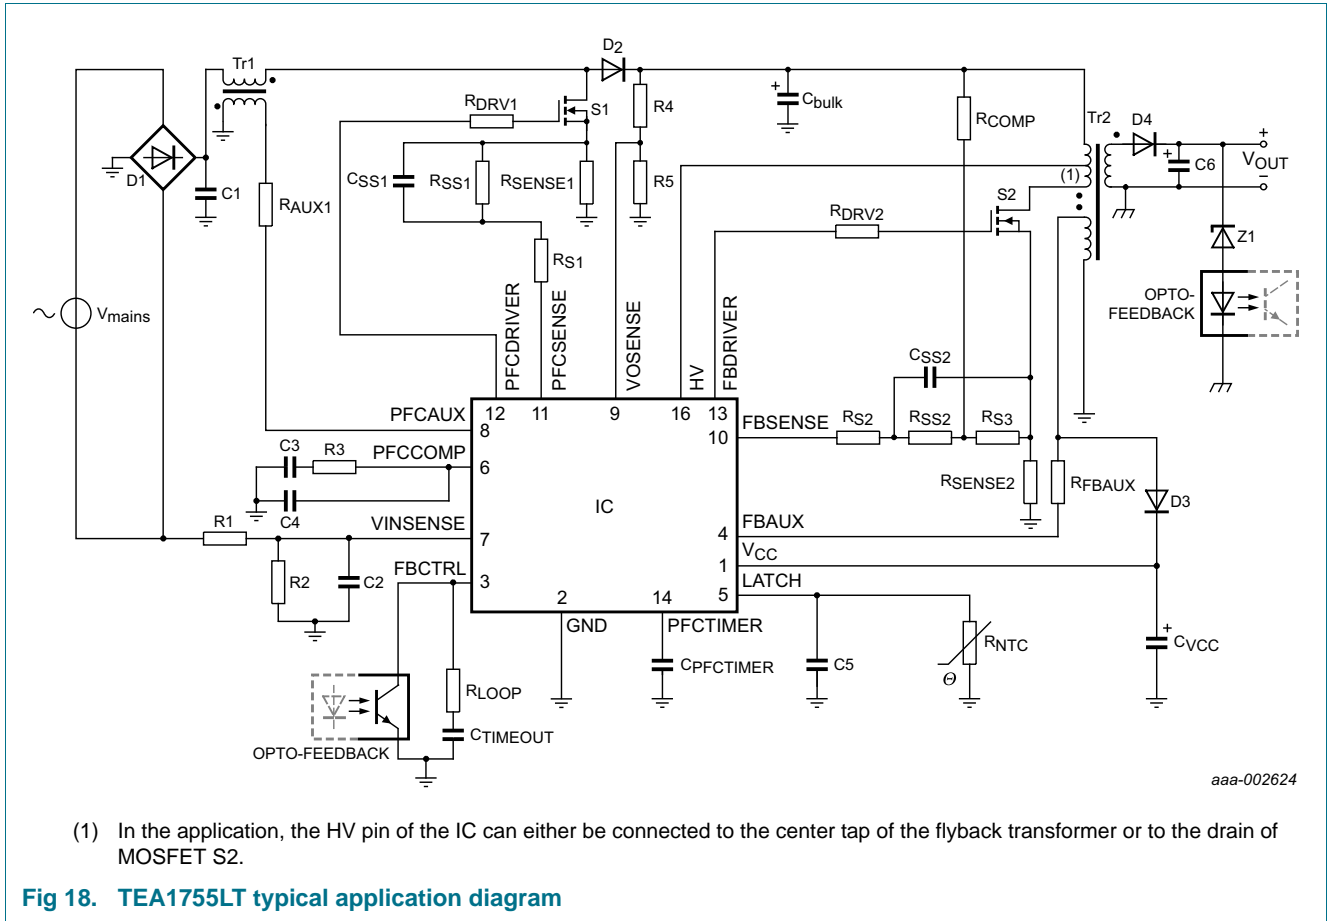 D2
Tr1
RDRV1
S1
R4
Cbulk
RCOMP
Tr2
D4
+
VOUT
−
C6
D1
C1
CSS1
RSS1
RSENSE1
R5
(1)
RAUX1
S2
RDRV2
Z1
RS1
OPTO-
FEEDBACK
Vmains
PFCDRIVER
PFCSENSE
VOSENSE
HV
FBDRIVER
CSS2
12 11 9 16 13
PFCAUX
8
10
FBSENSE
RS2
RSS2
RS3
C3
R3
PFCCOMP
6
C4
RSENSE2
RFBAUX
D3
IC
R1
VINSENSE
7
FBAUX
4
VCC
1
R2
C2
FBCTRL
3
LATCH
5
2
14
GND
PFCTIMER
CPFCTIMER
C5
RNTC
Θ
+
CVCC
RLOOP
CTIMEOUT
OPTO-FEEDBACK
aaa-002624
(1) In the application, the HV pin of the IC can either be connected to the center tap of the flyback transformer or to the drain of
MOSFET S2.
Fig 18. TEA1755LT typical application diagram